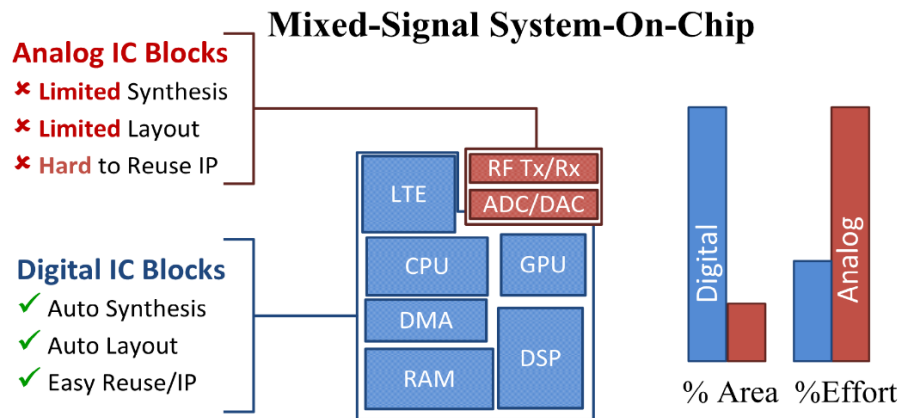 Mixed-Signal System-On-Chip
Analog IC Blocks
✘ Limited Synthesis
✘ Limited Layout
✘ Hard to Reuse IP
Digital IC Blocks
✓ Auto Synthesis
✓ Auto Layout
✓ Easy Reuse/IP
LTE
RF Tx/Rx
ADC/DAC
CPU
GPU
DMA
RAM
DSP
Digital
Analog
% Area
%Effort